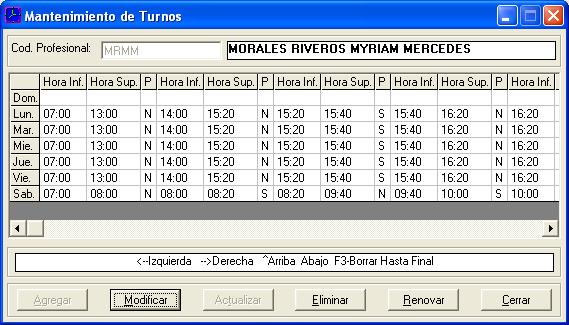 Mantenimiento de Turnos
Cod. Profesional: MRMM MORALES RIVEROS MYRIAM MERCEDES
Hora Inf. Hora Sup. P Hora Inf. Hora Sup. P Hora Inf. Hora Sup. P Hora Inf. Hora Sup. P Hora Inf.
Dom.
Lun. 07:00 13:00 N 14:00 15:20 N 15:20 15:40 S 15:40 16:20 N 16:20
Mar. 07:00 13:00 N 14:00 15:20 N 15:20 15:40 S 15:40 16:20 N 16:20
Mie. 07:00 13:00 N 14:00 15:20 N 15:20 15:40 S 15:40 16:20 N 16:20
Jue. 07:00 13:00 N 14:00 15:20 N 15:20 15:40 S 15:40 16:20 N 16:20
Vie. 07:00 13:00 N 14:00 15:20 N 15:20 15:40 S 15:40 16:20 N 16:20
Sab. 07:00 08:00 N 08:00 08:20 S 08:20 09:40 N 09:40 10:00 S 10:00
<--Izquierda -->Derecha ^Arriba Abajo F3-Borrar Hasta Final
Agregar Modificar Actualizar Eliminar Renovar Cerrar